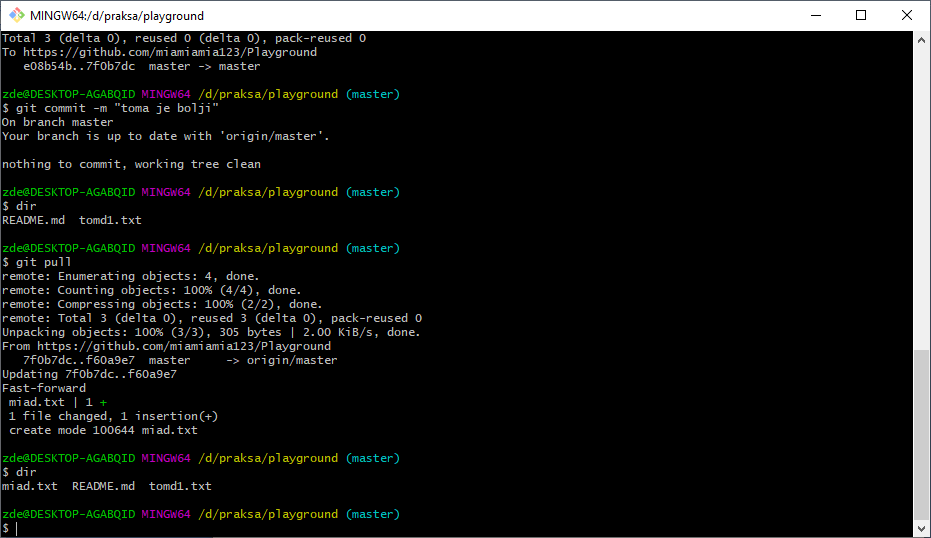 MINGW64:/d/praksa/playground
Total 3 (delta 0), reused 0 (delta 0), pack-reused 0
To https://github.com/miamiamia123/Playground
   e08b54b..7f0b7dc  master -> master

zde@DESKTOP-AGABQID MINGW64 /d/praksa/playground (master)
$ git commit -m "toma je bolji"
On branch master
Your branch is up to date with 'origin/master'.

nothing to commit, working tree clean

zde@DESKTOP-AGABQID MINGW64 /d/praksa/playground (master)
$ dir
README.md  tomd1.txt

zde@DESKTOP-AGABQID MINGW64 /d/praksa/playground (master)
$ git pull
remote: Enumerating objects: 4, done.
remote: Counting objects: 100% (4/4), done.
remote: Compressing objects: 100% (2/2), done.
remote: Total 3 (delta 0), reused 3 (delta 0), pack-reused 0
Unpacking objects: 100% (3/3), 305 bytes | 2.00 KiB/s, done.
From https://github.com/miamiamia123/Playground
   7f0b7dc..f60a9e7  master     -> origin/master
Updating 7f0b7dc..f60a9e7
Fast-forward
 miad.txt | 1 +
 1 file changed, 1 insertion(+)
 create mode 100644 miad.txt

zde@DESKTOP-AGABQID MINGW64 /d/praksa/playground (master)
$ dir
miad.txt  README.md  tomd1.txt

zde@DESKTOP-AGABQID MINGW64 /d/praksa/playground (master)
$